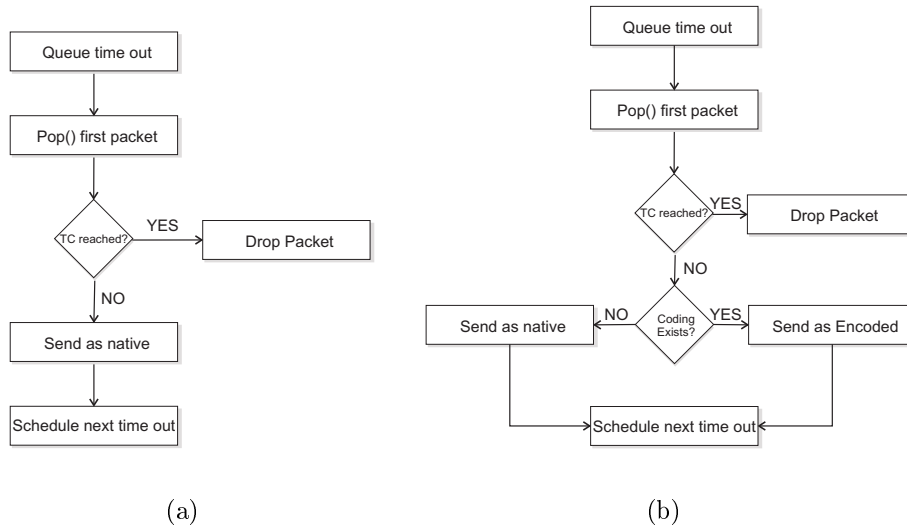 Queue time out
Pop() first packet
TC reached?
YES
Drop Packet
NO
Send as native
Schedule next time out
(a)
Queue time out
Pop() first packet
TC reached?
YES
Drop Packet
NO
Send as native
NO
Coding
Exists?
YES
Send as Encoded
Schedule next time out
(b)